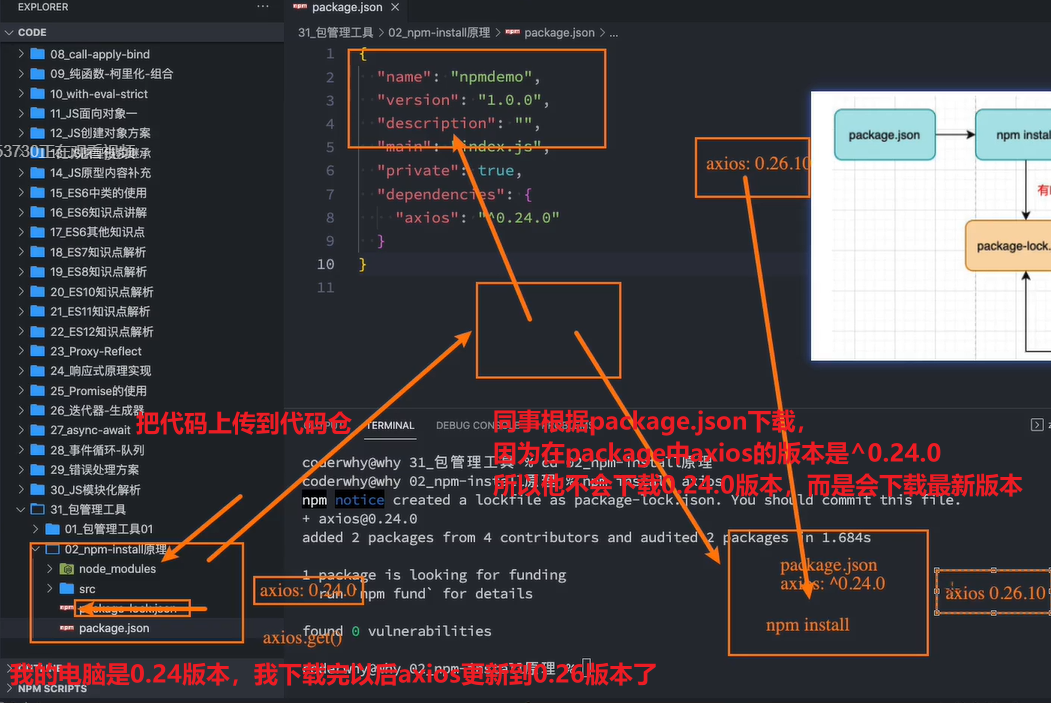 EXPLORER
CODE
08_call-apply-bind
09_纯函数-柯里化-组合
10_with-eval-strict
11_JS面向对象一
12_JS创建对象方案
53730正在观看视频
14_JS原型内容补充
15_ES6中类的使用
16_ES6知识点讲解
17_ES6其他知识点
18_ES7知识点解析
19_ES8知识点解析
20_ES10知识点解析
21_ES11知识点解析
22_ES12知识点解析
23_Proxy-Reflect
24_响应式原理实现
25_Promise的使用
26_迭代器-生成器
27_async-await
28_事件循环-队列
29_错误处理方案
30_JS模块化解析
31_包管理工具
01_包管理工具01
02_npm-install原理
node_modules
src
package-lock.json
package.json
OUTLINE
NPM SCRIPTS
package.json
31_包管理工具 > 02_npm-install原理 > package.json > ...
1 {
2 "name": "npmdemo",
3 "version": "1.0.0",
4 "description": "",
5 "main": "index.js",
6 "private": true,
7 "dependencies": {
8 "axios": "^0.24.0"
9 }
10 }
11
axios: 0.26.10
package.json
npm instal
有l
package-lock.
把代码上传到代码仓
TERMINAL
DEBUG CONSOLE
同事根据package.json下载，
因为在package中axios的版本是^0.24.0
所以他不会下载0.24.0版本，而是会下载最新版本
coderwhy@why 31_包管理工具 % cd 02_npm-install原理
coderwhy@why 02_npm-install原理 % npm install axios
npm notice created a lockfile as package-lock.json. You should commit this file.
+ axios@0.24.0
added 2 packages from 4 contributors and audited 2 packages in 1.684s
1 package is looking for funding
run `npm fund` for details
found 0 vulnerabilities
coderwhy@why 02_npm-install原理 %
axios: 0.24.0
axios.get()
package.json
axios: ^0.24.0
npm install
axios 0.26.10
我的电脑是0.24版本，我下载完以后axios更新到0.26版本了